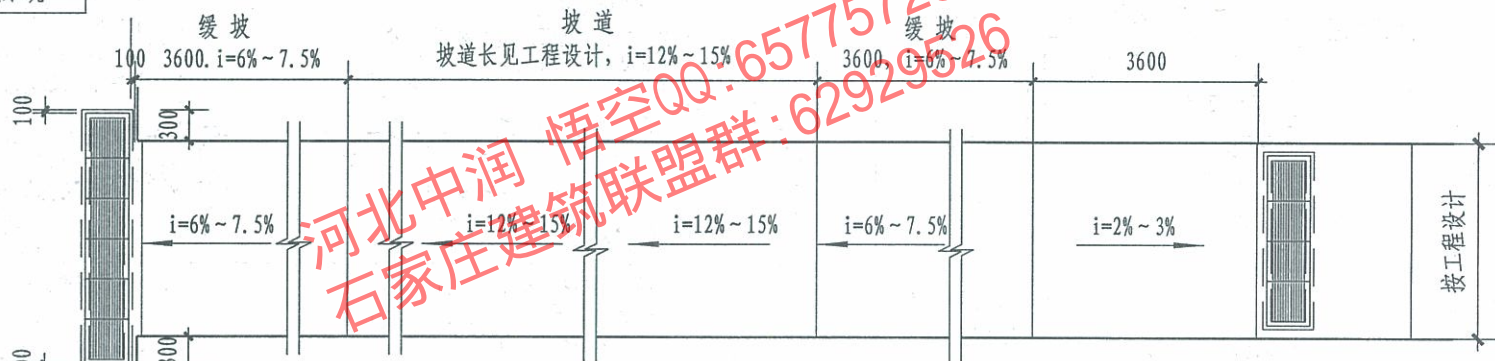 缓坡
坡道
缓坡
100 3600.i=6%～7.5%
坡道长见工程设计, i=12%～15%
3600, i=6%～7.5%
3600
100
300
i=6%～7.5%
i=12%～15%
i=12%～15%
i=6%～7.5%
i=2%～3%
按工程设计
河北中润 悟空QQ:657757
石家庄建筑联盟群:62929526